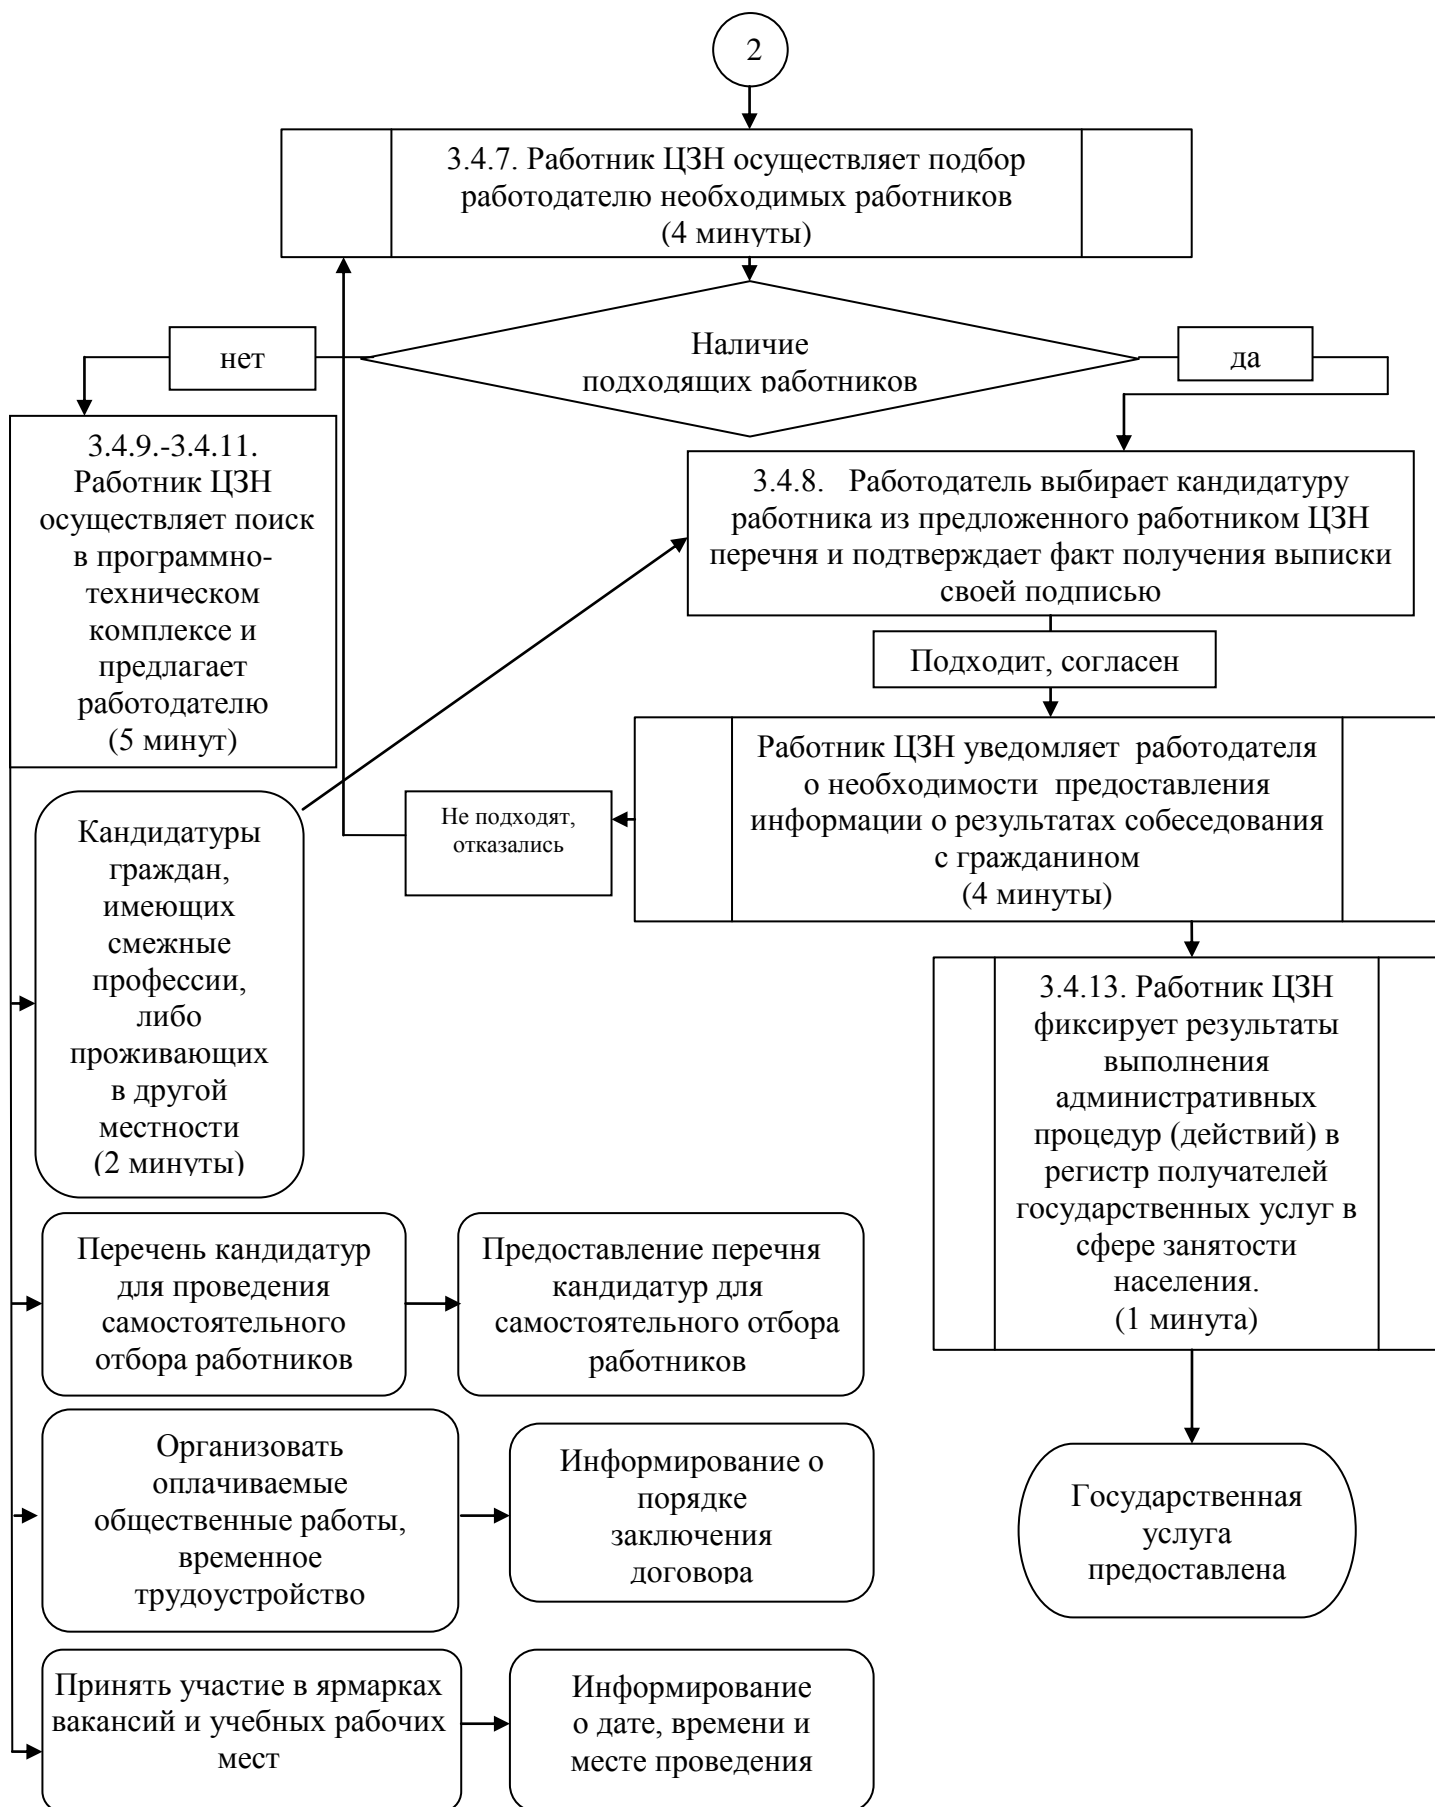 2
3.4.7. Работник ЦЗН осуществляет подбор
работодателю необходимых работников
(4 минуты)
Наличие
подходящих работников
нет
да
3.4.9.-3.4.11.
Работник ЦЗН
осуществляет поиск
в программно-
техническом
комплексе и
предлагает
работодателю
(5 минут)
3.4.8. Работодатель выбирает кандидатуру
работника из предложенного работником ЦЗН
перечня и подтверждает факт получения выписки
своей подписью
Подходит, согласен
Работник ЦЗН уведомляет работодателя
о необходимости предоставления
информации о результатах собеседования
с гражданином
(4 минуты)
Не подходят,
отказались
Кандидатуры
граждан,
имеющих
смежные
профессии,
либо
проживающих
в другой
местности
(2 минуты)
3.4.13. Работник ЦЗН
фиксирует результаты
выполнения
административных
процедур (действий) в
регистр получателей
государственных услуг в
сфере занятости
населения.
(1 минута)
Перечень кандидатур
для проведения
самостоятельного
отбора работников
Предоставление перечня
кандидатур для
самостоятельного отбора
работников
Организовать
оплачиваемые
общественные работы,
временное
трудоустройство
Информирование о
порядке
заключения
договора
Государственная
услуга
предоставлена
Принять участие в ярмарках
вакансий и учебных рабочих
мест
Информирование
о дате, времени и
месте проведения